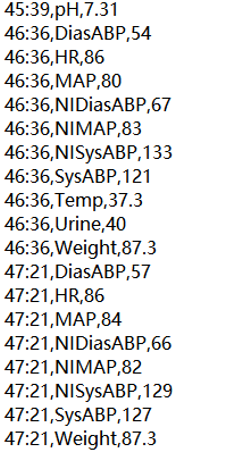 45:39,pH,7.31
46:36,DiasABP,54
46:36,HR,86
46:36,MAP,80
46:36,NIDiasABP,67
46:36,NIMAP,83
46:36,NISysABP,133
46:36,SysABP,121
46:36,Temp,37.3
46:36,Urine,40
46:36,Weight,87.3
47:21,DiasABP,57
47:21,HR,86
47:21,MAP,84
47:21,NIDiasABP,66
47:21,NIMAP,82
47:21,NISysABP,129
47:21,SysABP,127
47:21,Weight,87.3